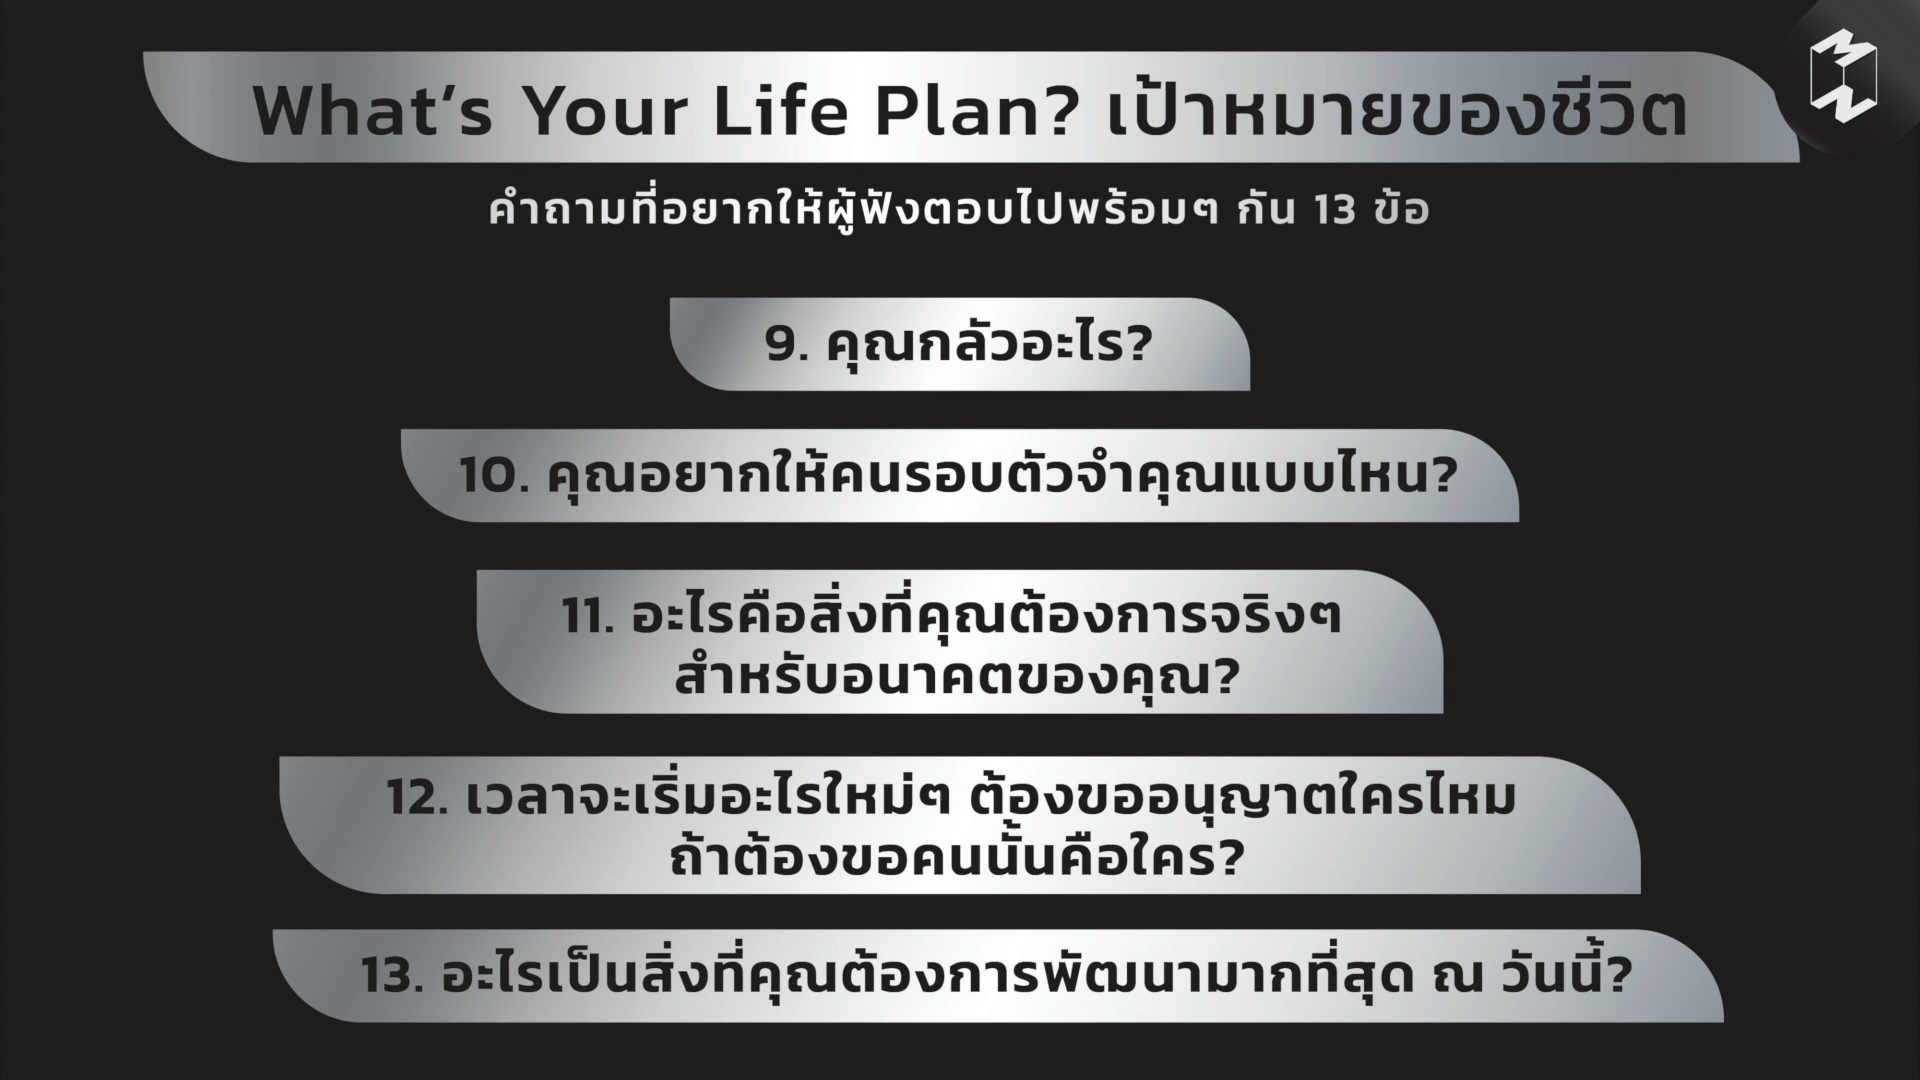 What's Your Life Plan? เป้าหมายของชีวิต
คำถามที่อยากให้ผู้ฟังตอบไปพร้อมๆ กัน 13 ข้อ
9. คุณกลัวอะไร?
10. คุณอยากให้คนรอบตัวจำคุณแบบไหน?
11. อะไรคือสิ่งที่คุณต้องการจริงๆ
สำหรับอนาคตของคุณ?
12. เวลาจะเริ่มอะไรใหม่ๆ ต้องขออนุญาตใครไหม
ถ้าต้องขอคนนั้นคือใคร?
13. อะไรเป็นสิ่งที่คุณต้องการพัฒนามากที่สุด ณ วันนี้?